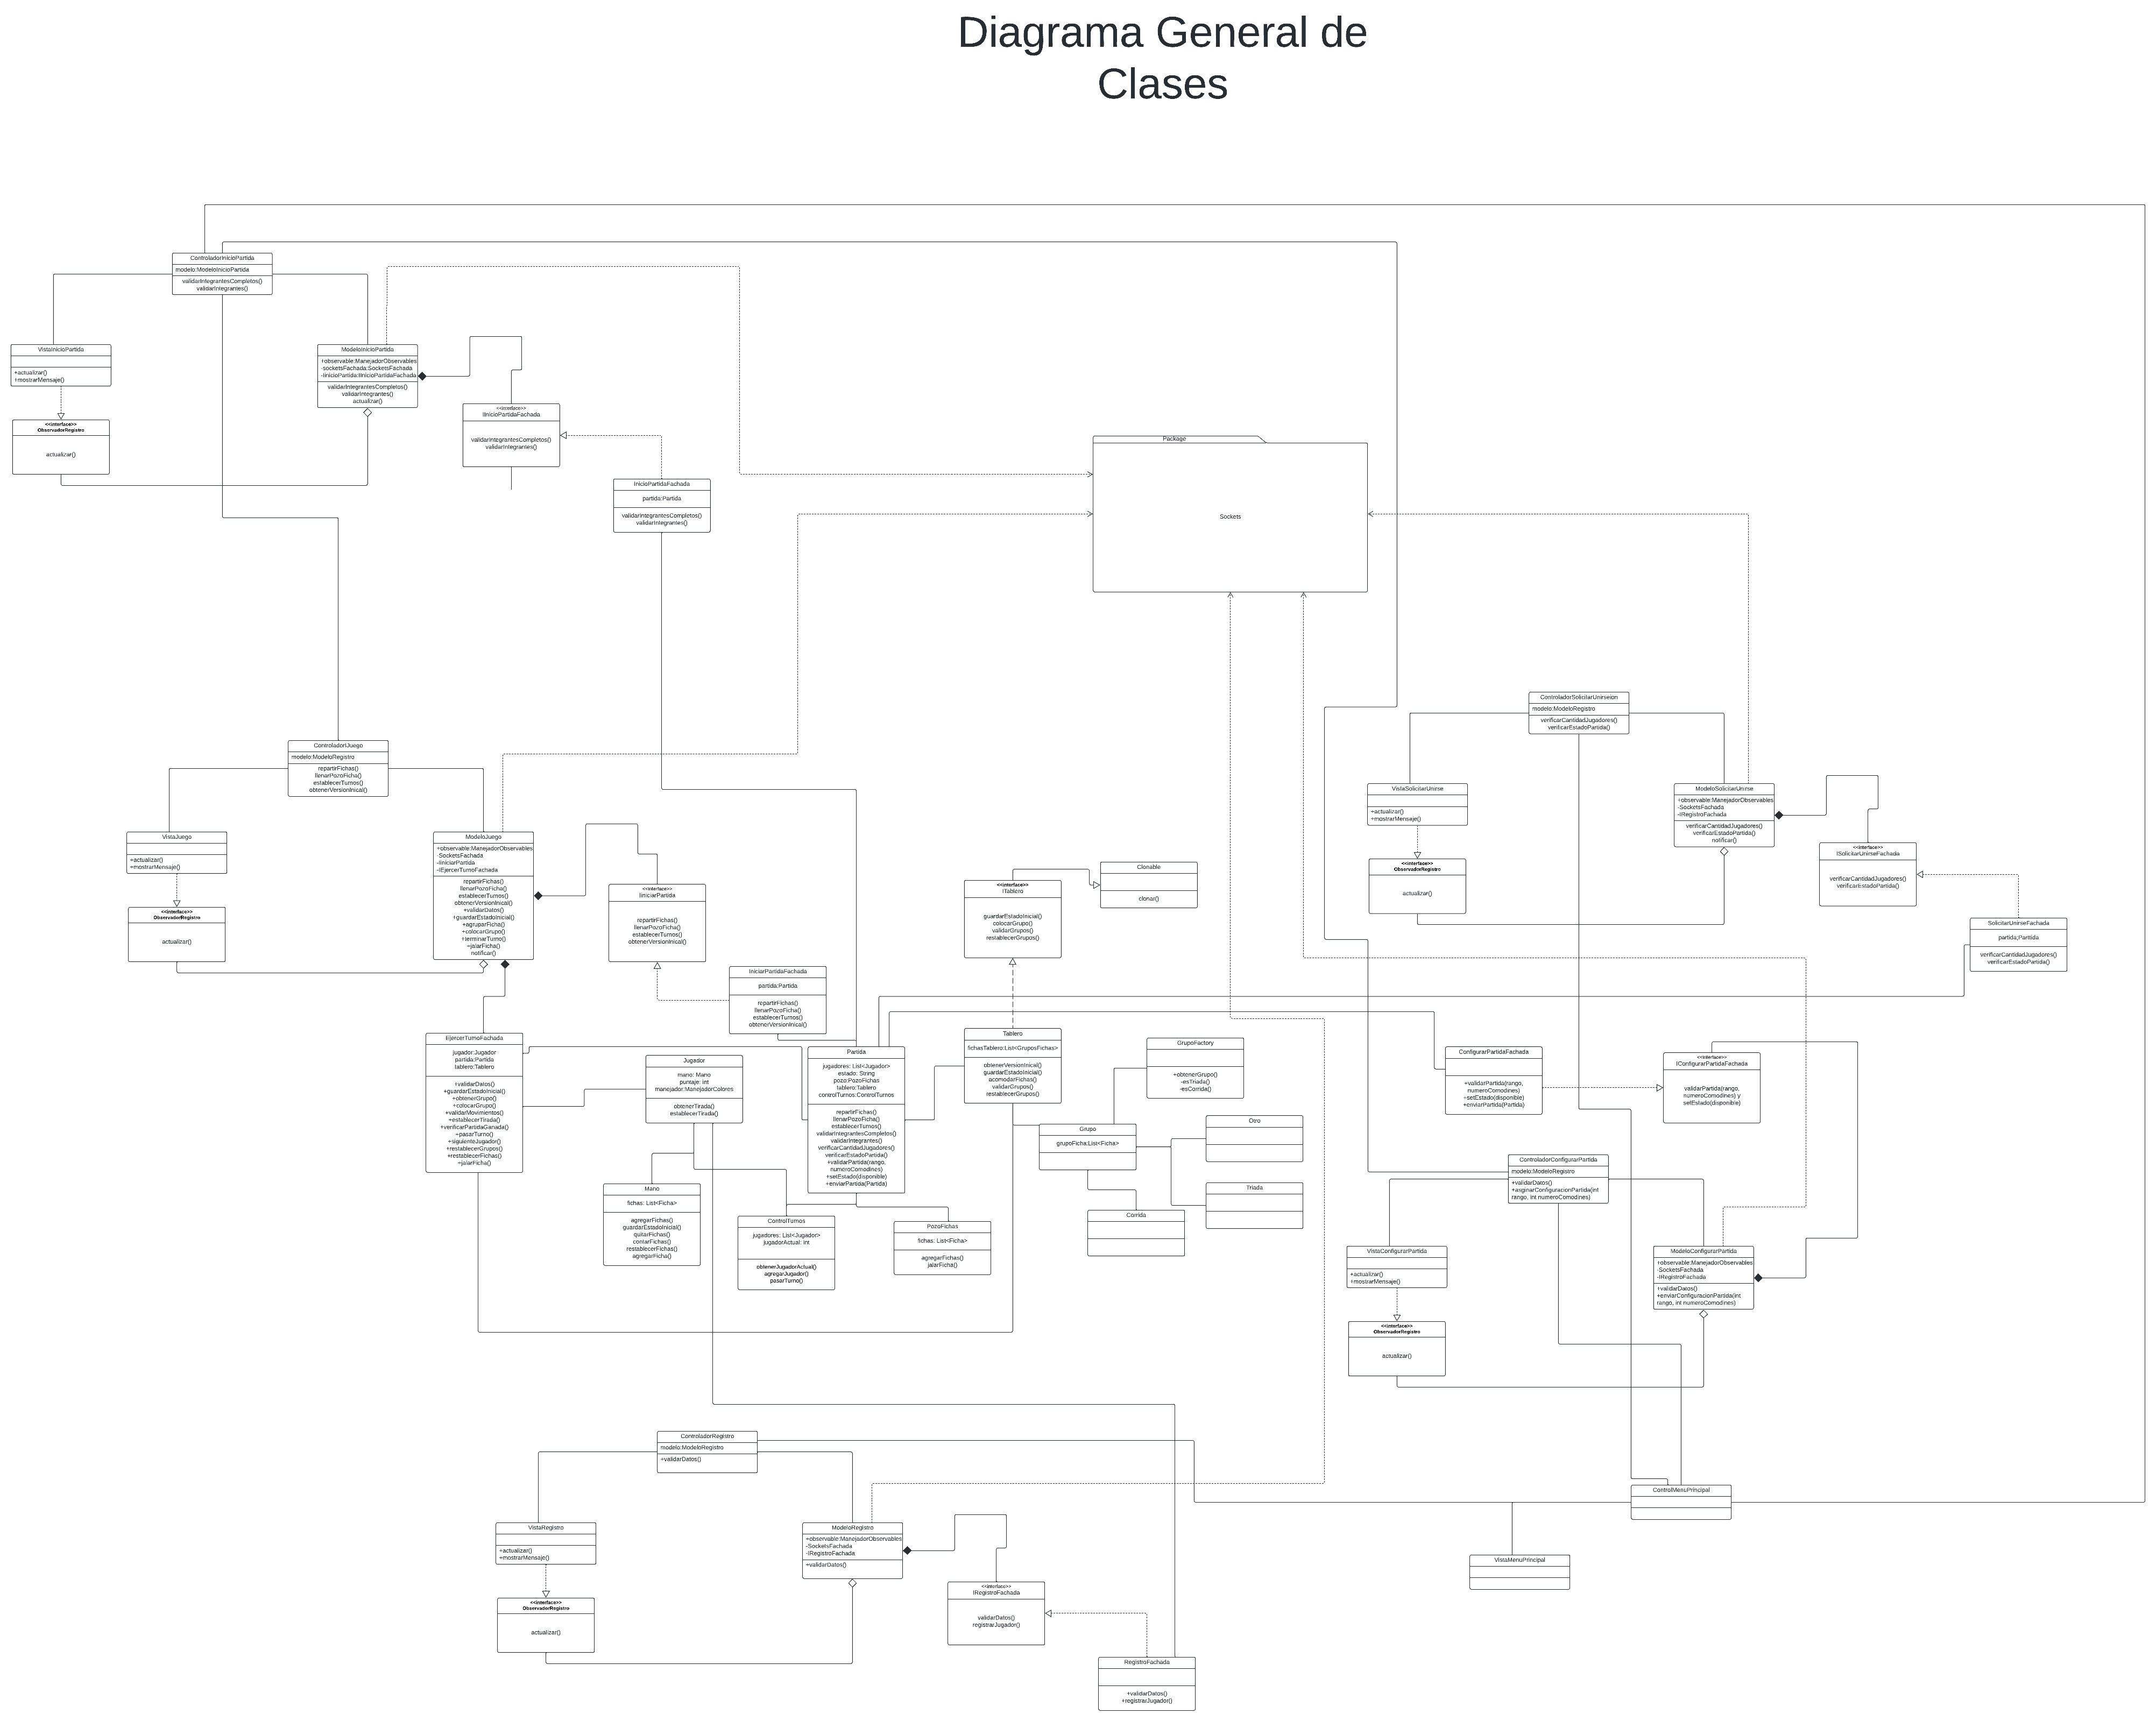 Diagrama General de
Clases
ControladorInicioPartida
modelo:ModeloInicioPartida
validarIntegrantesCompletos()
validarIntegrantes()
VistaInicioPartida
+actualizar()
+mostrarMensaje()
<<interface>>
ObservadorRegistro
actualizar()
ModeloInicioPartida
+observable:ManejadorObservables
-socketsFachada:SocketsFachada
-IinicioPartida:IInicioPartidaFachada
validarIntegrantesCompletos()
validarIntegrantes()
actualizar()
<<interface>>
IInicioPartidaFachada
validarIntegrantesCompletos()
validarIntegrantes()
InicioPartidaFachada
partida:Partida
validarIntegrantesCompletos()
validarIntegrantes()
Package
Sockets
ControladorSolicitarUnirseion
modelo:ModeloRegistro
verificarCantidadJugadores()
verificarEstadoPartida()
VistaSolicitarUnirse
+actualizar()
+mostrarMensaje()
<<interface>>
ObservadorRegistro
actualizar()
ModeloSolicitarUnirse
+observable:ManejadorObservables
-SocketsFachada
-IRegistroFachada
verificarCantidadJugadores()
verificarEstadoPartida()
notificar()
<<interface>>
ISolicitarUnirseFachada
verificarCantidadJugadores()
verificarEstadoPartida()
SolicitarUnirseFachada
partida;Partida
verificarCantidadJugadores()
verificarEstadoPartida()
ControladorIJuego
modelo:ModeloRegistro
repartirFichas()
llenarPozoFicha()
establecerTurnos()
obtenerVersionInical()
VistaJuego
+actualizar()
+mostrarMensaje()
<<interface>>
ObservadorRegistro
actualizar()
ModeloJuego
+observable:ManejadorObservables
-SocketsFachada
-IiniciarPartida
-IEjercerTurnoFachada
repartirFichas()
llenarPozoFicha()
establecerTurnos()
obtenerVersionInical()
+validarDatos()
+guardarEstadoInicial()
+agruparFicha()
+colocarGrupo()
+terminarTurno()
+jalarFicha()
notificar()
<<interface>>
IIniciarPartida
repartirFichas()
llenarPozoFicha()
establecerTurnos()
obtenerVersionInical()
IniciarPartidaFachada
partida:Partida
repartirFichas()
llenarPozoFicha()
establecerTurnos()
obtenerVersionInical()
<<interface>>
ITablero
guardarEstadoInicial()
colocarGrupo()
validarGrupos()
restablecerGrupos()
Clonable
clonar()
EjercerTurnoFachada
jugador:Jugador
partida:Partida
tablero:Tablero
+validarDatos()
+guardarEstadoInicial()
+obtenerGrupo()
+colocarGrupo()
+validarMovimientos()
+establecerTirada()
+verificarPartidaGanada()
+pasarTurno()
+siguienteJugador()
+restablecerGrupos()
+restablecerFichas()
+jalarFicha()
Jugador
mano: Mano
puntaje: int
manejador:ManejadorColores
obtenerTirada()
establecerTirada()
Partida
jugadores: List<Jugador>
estado: String
pozo:PozoFichas
tablero:Tablero
controlTurnos:ControlTurnos
repartirFichas()
llenarPozoFicha()
establecerTurnos()
validarIntegrantesCompletos()
validarIntegrantes()
verificarCantidadJugadores()
verificarEstadoPartida()
+validarPartida(rango,
numeroComodines)
+setEstado(disponible)
+enviarPartida(Partida)
Tablero
fichasTablero:List<GruposFichas>
obtenerVersionInicial()
guardarEstadoInicial()
acomodarFichas()
validarGrupos()
restablecerGrupos()
GrupoFactory
+obtenerGrupo()
-esTriada()
-esCorrida()
Grupo
grupoFicha:List<Ficha>
Otro
Triada
Corrida
Mano
fichas: List<Ficha>
agregarFichas()
guardarEstadoInicial()
quitarFichas()
contarFichas()
restablecerFichas()
agregarFicha()
ControlTurnos
jugadores: List<Jugador>
jugadorActual: int
obtenerJugadorActual()
agregarJugador()
pasarTurno()
PozoFichas
fichas: List<Ficha>
agregarFichas()
jalarFicha()
ConfigurarPartidaFachada
+validarPartida(rango,
numeroComodines)
+setEstado(disponible)
+enviarPartida(Partida)
<<interface>>
IConfigurarPartidaFachada
validarPartida(rango,
numeroComodines) y
setEstado(disponible)
ControladorConfigurarPartida
modelo:ModeloRegistro
+validarDatos()
+asginarConfiguracionPartida(int
rango, int numeroComodines)
VistaConfigurarPartida
+actualizar()
+mostrarMensaje()
<<interface>>
ObservadorRegistro
actualizar()
ModeloConfigurarPartida
+observable:ManejadorObservables
-SocketsFachada
-IRegistroFachada
+validarDatos()
+enviarConfiguraciónPartida(int
rango, int numeroComodines)
ControladorRegistro
modelo:ModeloRegistro
+validarDatos()
VistaRegistro
+actualizar()
+mostrarMensaje()
<<interface>>
ObservadorRegistro
actualizar()
ModeloRegistro
+observable:ManejadorObservables
-SocketsFachada
-IRegistroFachada
+validarDatos()
<<interface>>
IRegistroFachada
validarDatos()
registrarJugador()
RegistroFachada
+validarDatos()
+registrarJugador()
ControlMenuPrincipal
VistaMenuPrincipal